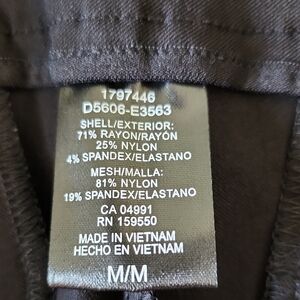 1797446
D5606-E3563
SHELL/EXTERIOR:
71% RAYON/RAYÓN
25% NYLON
4% SPANDEX/ELASTANO
MESH/MALLA:
81% NYLON
19% SPANDEX/ELASTANO
CA 04991
RN 159550
MADE IN VIETNAM
HECHO EN VIETNAM
M/M